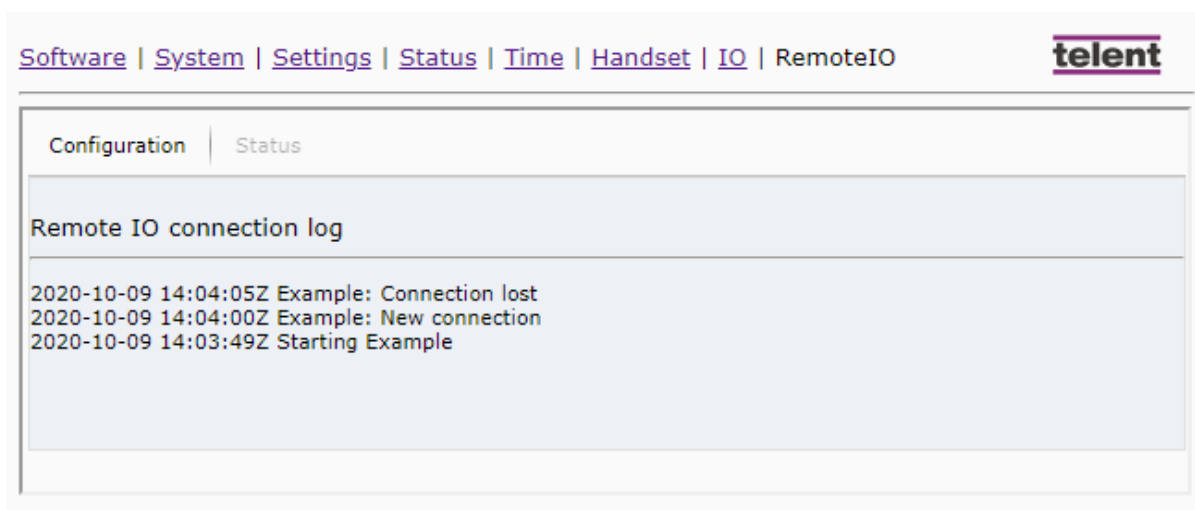 Software | System | Settings | Status | Time | Handset | IO | RemoteIO telent
Configuration | Status
Remote IO connection log
2020-10-09 14:04:05Z Example: Connection lost
2020-10-09 14:04:00Z Example: New connection
2020-10-09 14:03:49Z Starting Example